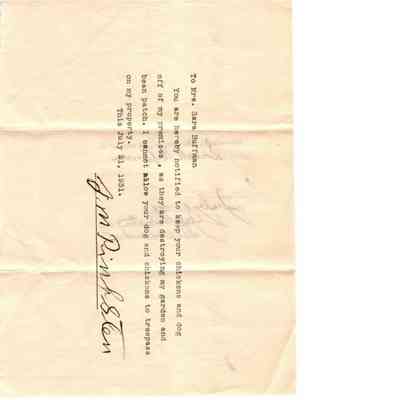 To Mrs. Sara Huffman
You are hereby notified to keep your chickens and dog
off of my premises , as they are destroying my garden and
bean patch. I cannot allow your dog and chickens to trespass
on my property.
This July 21, 1931.
J.M Pinkston